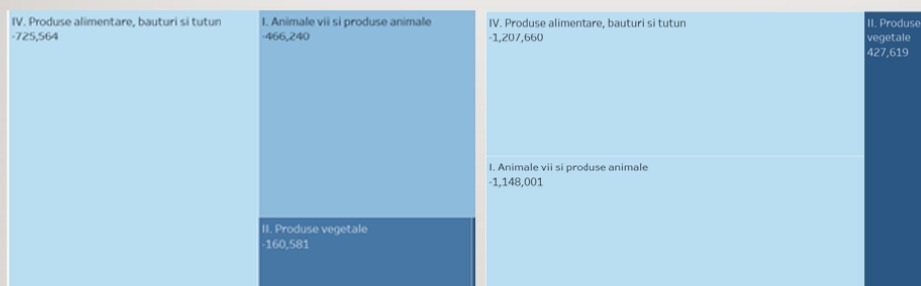 IV. Produse alimentare, bauturi si tutun
-725,564
I. Animale vii si produse animale
-466,240
II. Produse vegetale
-160,581
IV. Produse alimentare, bauturi si tutun
-1,207,660
I. Animale vii si produse animale
-1,148,001
II. Produse
vegetale
427,619